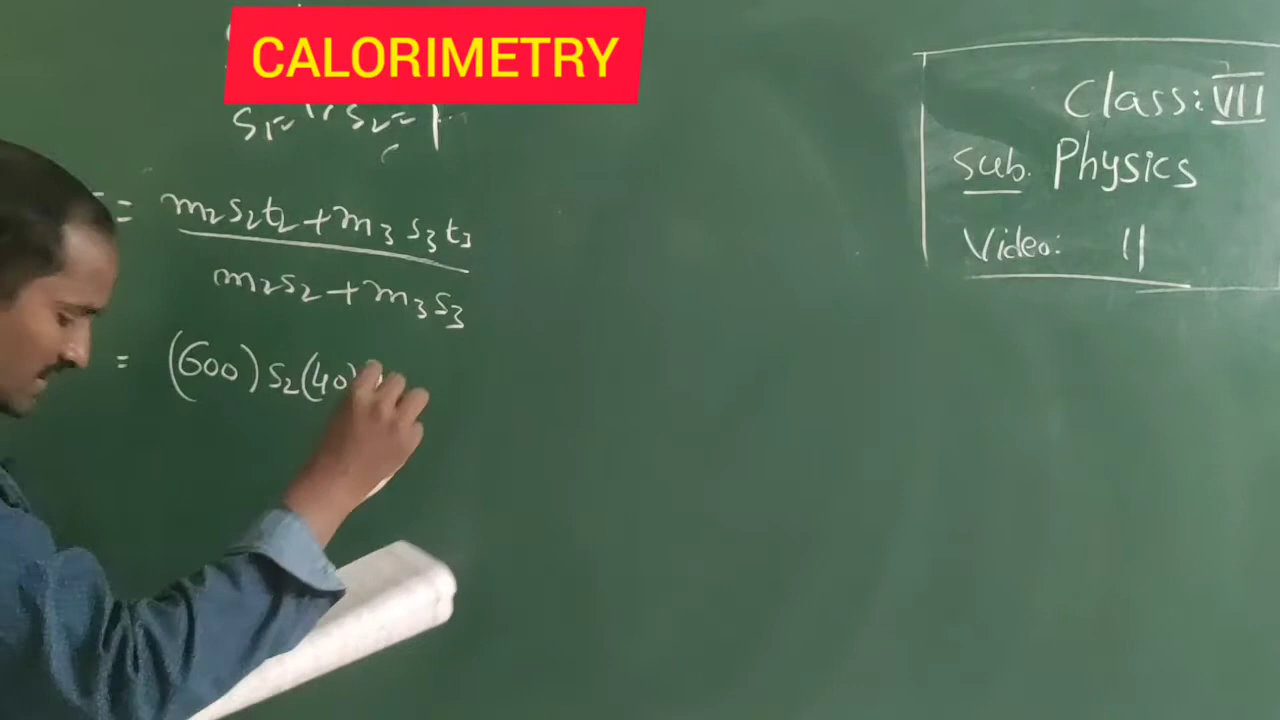 CALORIMETRY
Class: VII
Sub. Physics
Video: 11
= m₂s₂t₂ + m₃s₃t₃
m₂s₂ + m₃s₃
= (600) s₂ (40)